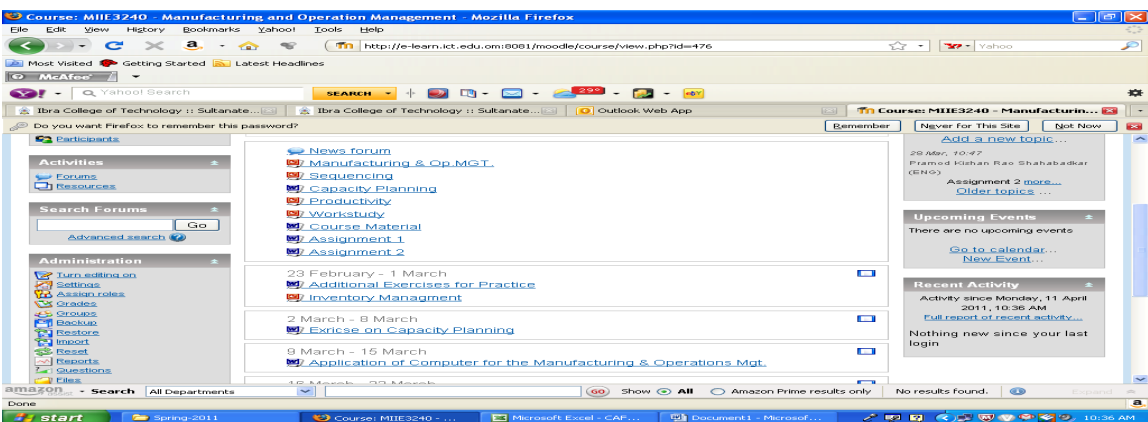 Course: MIIE3240 - Manufacturing and Operation Management - Mozilla Firefox
File Edit View History Bookmarks Yahoo! Tools Help
http://e-learn.ict.edu.om:8081/moodle/course/view.php?id=476
Yahoo
Most Visited Getting Started Latest Headlines
McAfee
Yahoo! Search SEARCH 299 eBY
Ibra College of Technology :: Sultanate... Ibra College of Technology :: Sultanate... Outlook Web App Course: MIIE3240 - Manufacturin...
Do you want Firefox to remember this password? Remember Never for This Site Not Now
Participants
Activities
Forums
Resources
Search Forums
Go
Advanced search
Administration
Turn editing on
Settings
Assign roles
Grades
Groups
Backup
Restore
Import
Reset
Reports
Questions
Files
News forum
Manufacturing & Op.MGT.
Sequencing
Capacity Planning
Productivity
Workstudy
Course Material
Assignment 1
Assignment 2
23 February - 1 March
Additional Exercises for Practice
Inventory Managment
2 March - 8 March
Exricse on Capacity Planning
9 March - 15 March
Application of Computer for the Manufacturing & Operations Mgt.
16 March - 22 March
Add a new topic...
28 Mar, 10:47
Pramod Kishan Rao Shahabadkar (ENG)
Assignment 2 more...
Older topics ...
Upcoming Events
There are no upcoming events
Go to calendar...
New Event...
Recent Activity
Activity since Monday, 11 April
2011, 10:36 AM
Full report of recent activity...
Nothing new since your last
login
amazon - Search All Departments GO Show All Amazon Prime results only No results found. Expand
Done
start Spring-2011 Course: MIIE3240 - ... Microsoft Excel - CAF... Document1 - Microsof... 10:36 AM